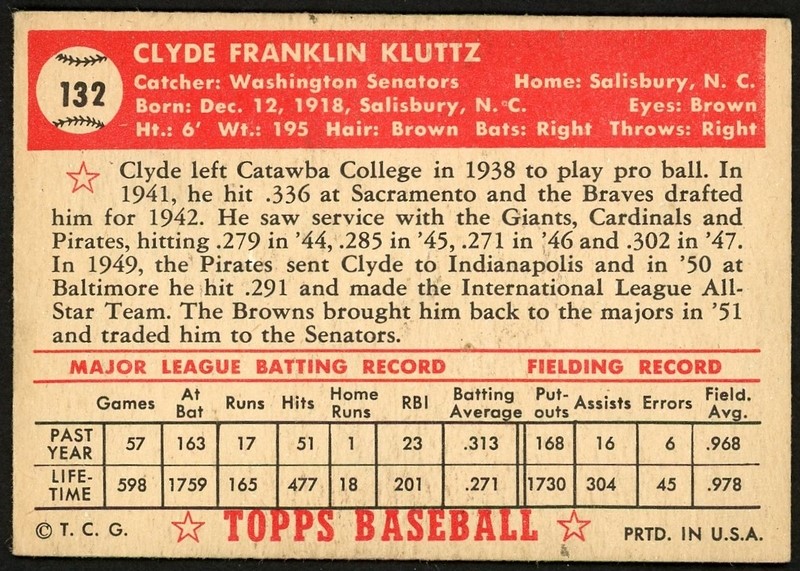 132
CLYDE FRANKLIN KLUTTZ
Catcher: Washington Senators Home: Salisbury, N. C.
Born: Dec. 12, 1918, Salisbury, N. C. Eyes: Brown
Ht.: 6' Wt.: 195 Hair: Brown Bats: Right Throws: Right
Clyde left Catawba College in 1938 to play pro ball. In
1941, he hit .336 at Sacramento and the Braves drafted
him for 1942. He saw service with the Giants, Cardinals and
Pirates, hitting .279 in '44, .285 in '45, .271 in '46 and .302 in '47.
In 1949, the Pirates sent Clyde to Indianapolis and in '50 at
Baltimore he hit .291 and made the International League All-
Star Team. The Browns brought him back to the majors in '51
and traded him to the Senators.
MAJOR LEAGUE BATTING RECORD FIELDING RECORD
Games At Bat Runs Hits Home Runs RBI Batting Average Put-outs Assists Errors Field. Avg.
PAST YEAR 57 163 17 51 1 23 .313 168 16 6 .968
LIFE-TIME 598 1759 165 477 18 201 .271 1730 304 45 .978
© T. C. G. TOPPS BASEBALL PRTD. IN U.S.A.